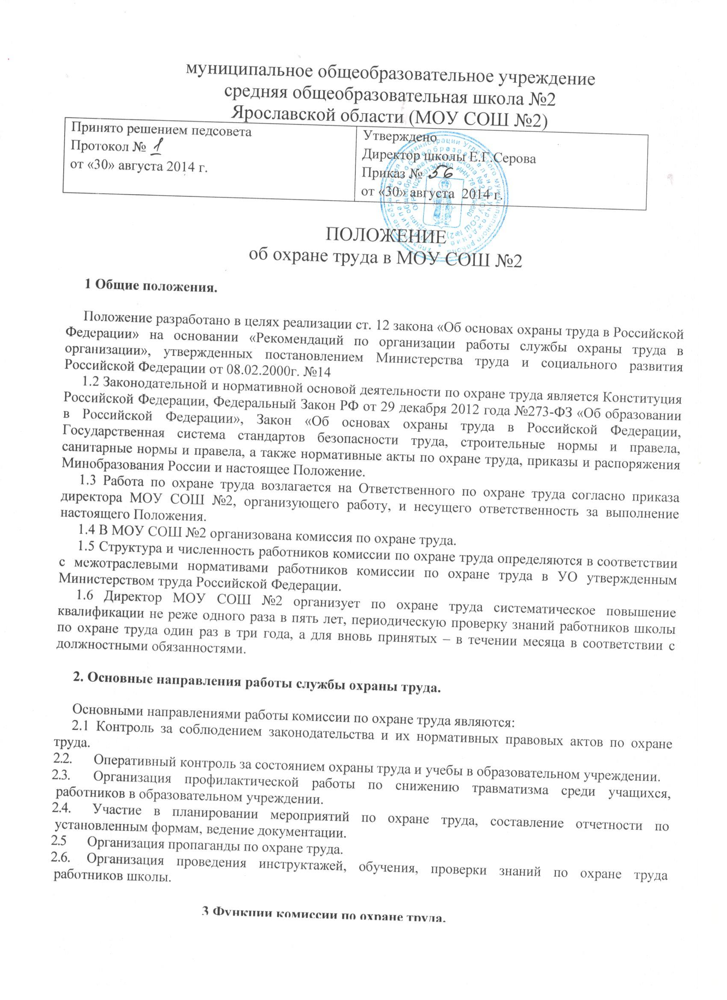 муниципальное общеобразовательное учреждение
средняя общеобразовательная школа №2
Ярославской области (МОУ СОШ №2)
Принято решением педсовета
Протокол № 1
от «30» августа 2014 г.
Утверждено
Директор школы Е.Г.Серова
Приказ № 56
от «30» августа 2014 г.
ПОЛОЖЕНИЕ
об охране труда в МОУ СОШ №2
1 Общие положения.
Положение разработано в целях реализации ст. 12 закона «Об основах охраны труда в Российской
Федерации» на основании «Рекомендаций по организации работы службы охраны труда в
организации», утвержденных постановлением Министерства труда и социального развития
Российской Федерации от 08.02.2000г. №14
1.2 Законодательной и нормативной основой деятельности по охране труда является Конституция
Российской Федерации, Федеральный Закон РФ от 29 декабря 2012 года №273-ФЗ «Об образовании
в Российской Федерации», Закон «Об основах охраны труда в Российской Федерации,
Государственная система стандартов безопасности труда, строительные нормы и правела,
санитарные нормы и правела, а также нормативные акты по охране труда, приказы и распоряжения
Минобразования России и настоящее Положение.
1.3 Работа по охране труда возлагается на Ответственного по охране труда согласно приказа
директора МОУ СОШ №2, организующего работу, и несущего ответственность за выполнение
настоящего Положения.
1.4 В МОУ СОШ №2 организована комиссия по охране труда.
1.5 Структура и численность работников комиссии по охране труда определяются в соответствии
с межотраслевыми нормативами работников комиссии по охране труда в УО утвержденным
Министерством труда Российской Федерации.
1.6 Директор МОУ СОШ №2 организует по охране труда систематическое повышение
квалификации не реже одного раза в пять лет, периодическую проверку знаний работников школы
по охране труда один раз в три года, а для вновь принятых – в течении месяца в соответствии с
должностными обязанностями.
2. Основные направления работы службы охраны труда.
Основными направлениями работы комиссии по охране труда являются:
2.1 Контроль за соблюдением законодательства и их нормативных правовых актов по охране
труда.
2.2. Оперативный контроль за состоянием охраны труда и учебы в образовательном учреждении.
2.3. Организация профилактической работы по снижению травматизма среди учащихся,
работников в образовательном учреждении.
2.4. Участие в планировании мероприятий по охране труда, составление отчетности по
установленным формам, ведение документации.
2.5 Организация пропаганды по охране труда.
2.6. Организация проведения инструктажей, обучения, проверки знаний по охране труда
работников школы.
3 Функции комиссии по охране труда.